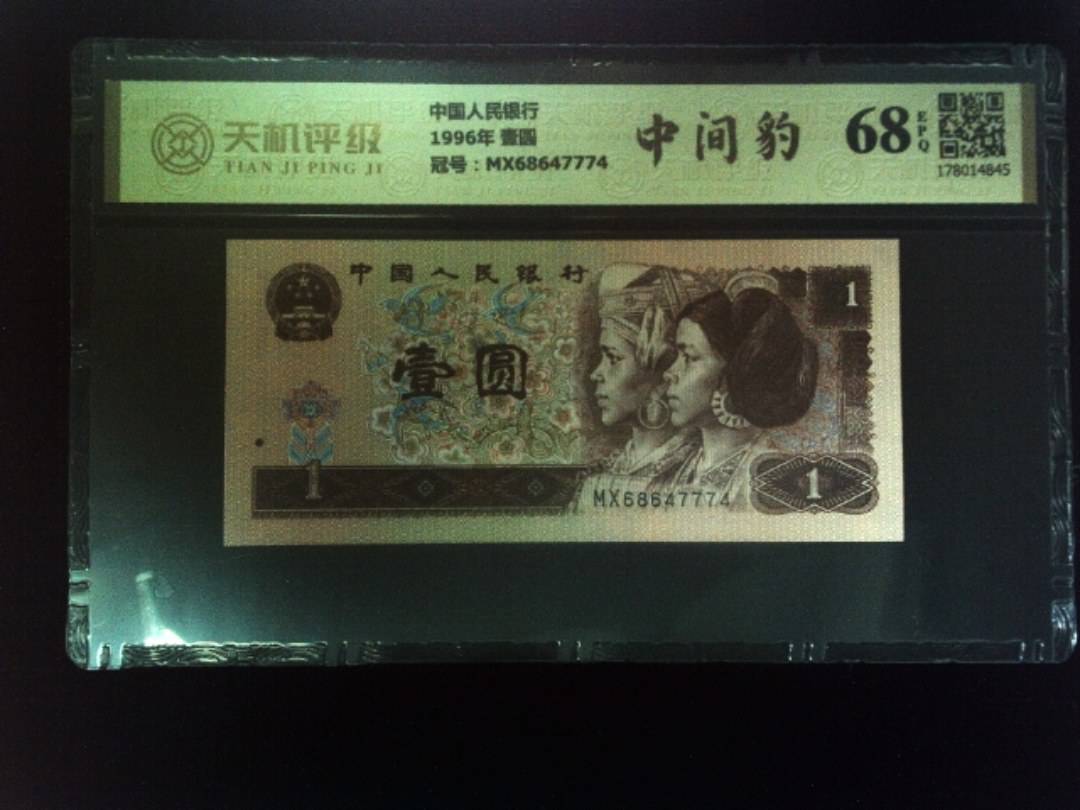 天机评级
TIAN JI PING JI
中国人民银行
1996年 壹圆
冠号：MX68647774
中间豹
68
EPQ
178014845
中国人民银行
1
壹圆
1
MX68647774
1